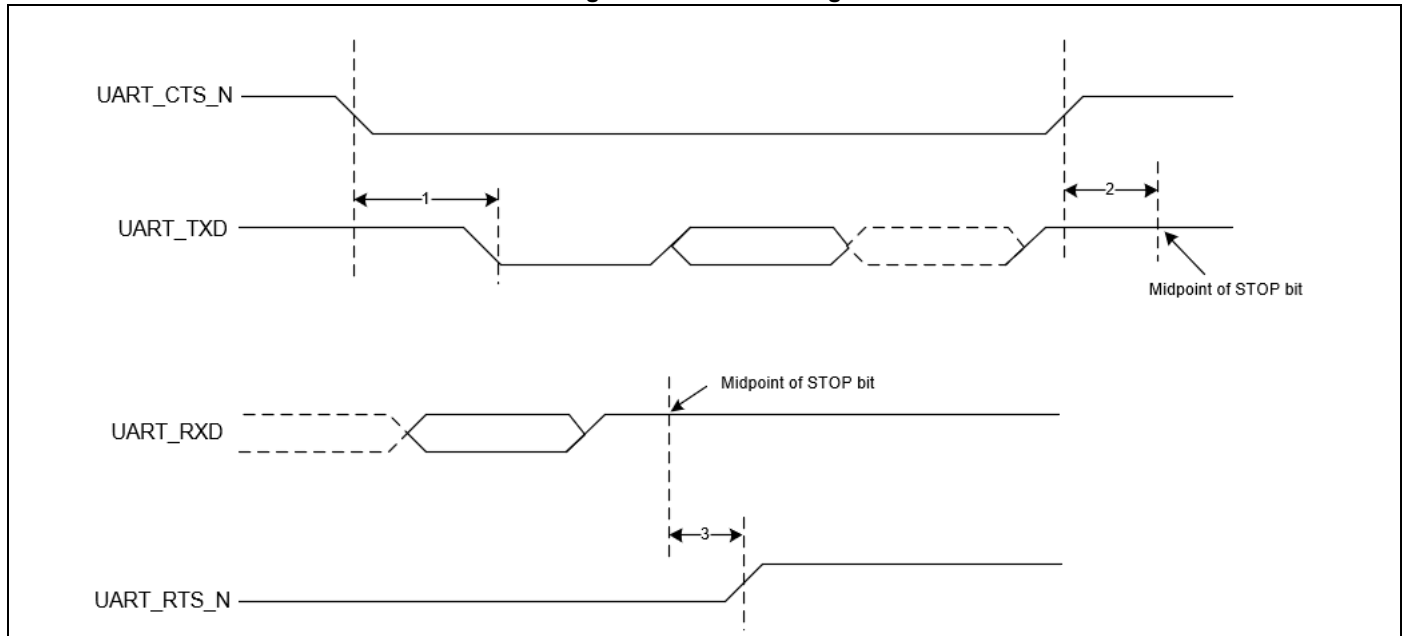 UART_CTS_N
1
2
UART_TXD
Midpoint of STOP bit
Midpoint of STOP bit
UART_RXD
3
UART_RTS_N